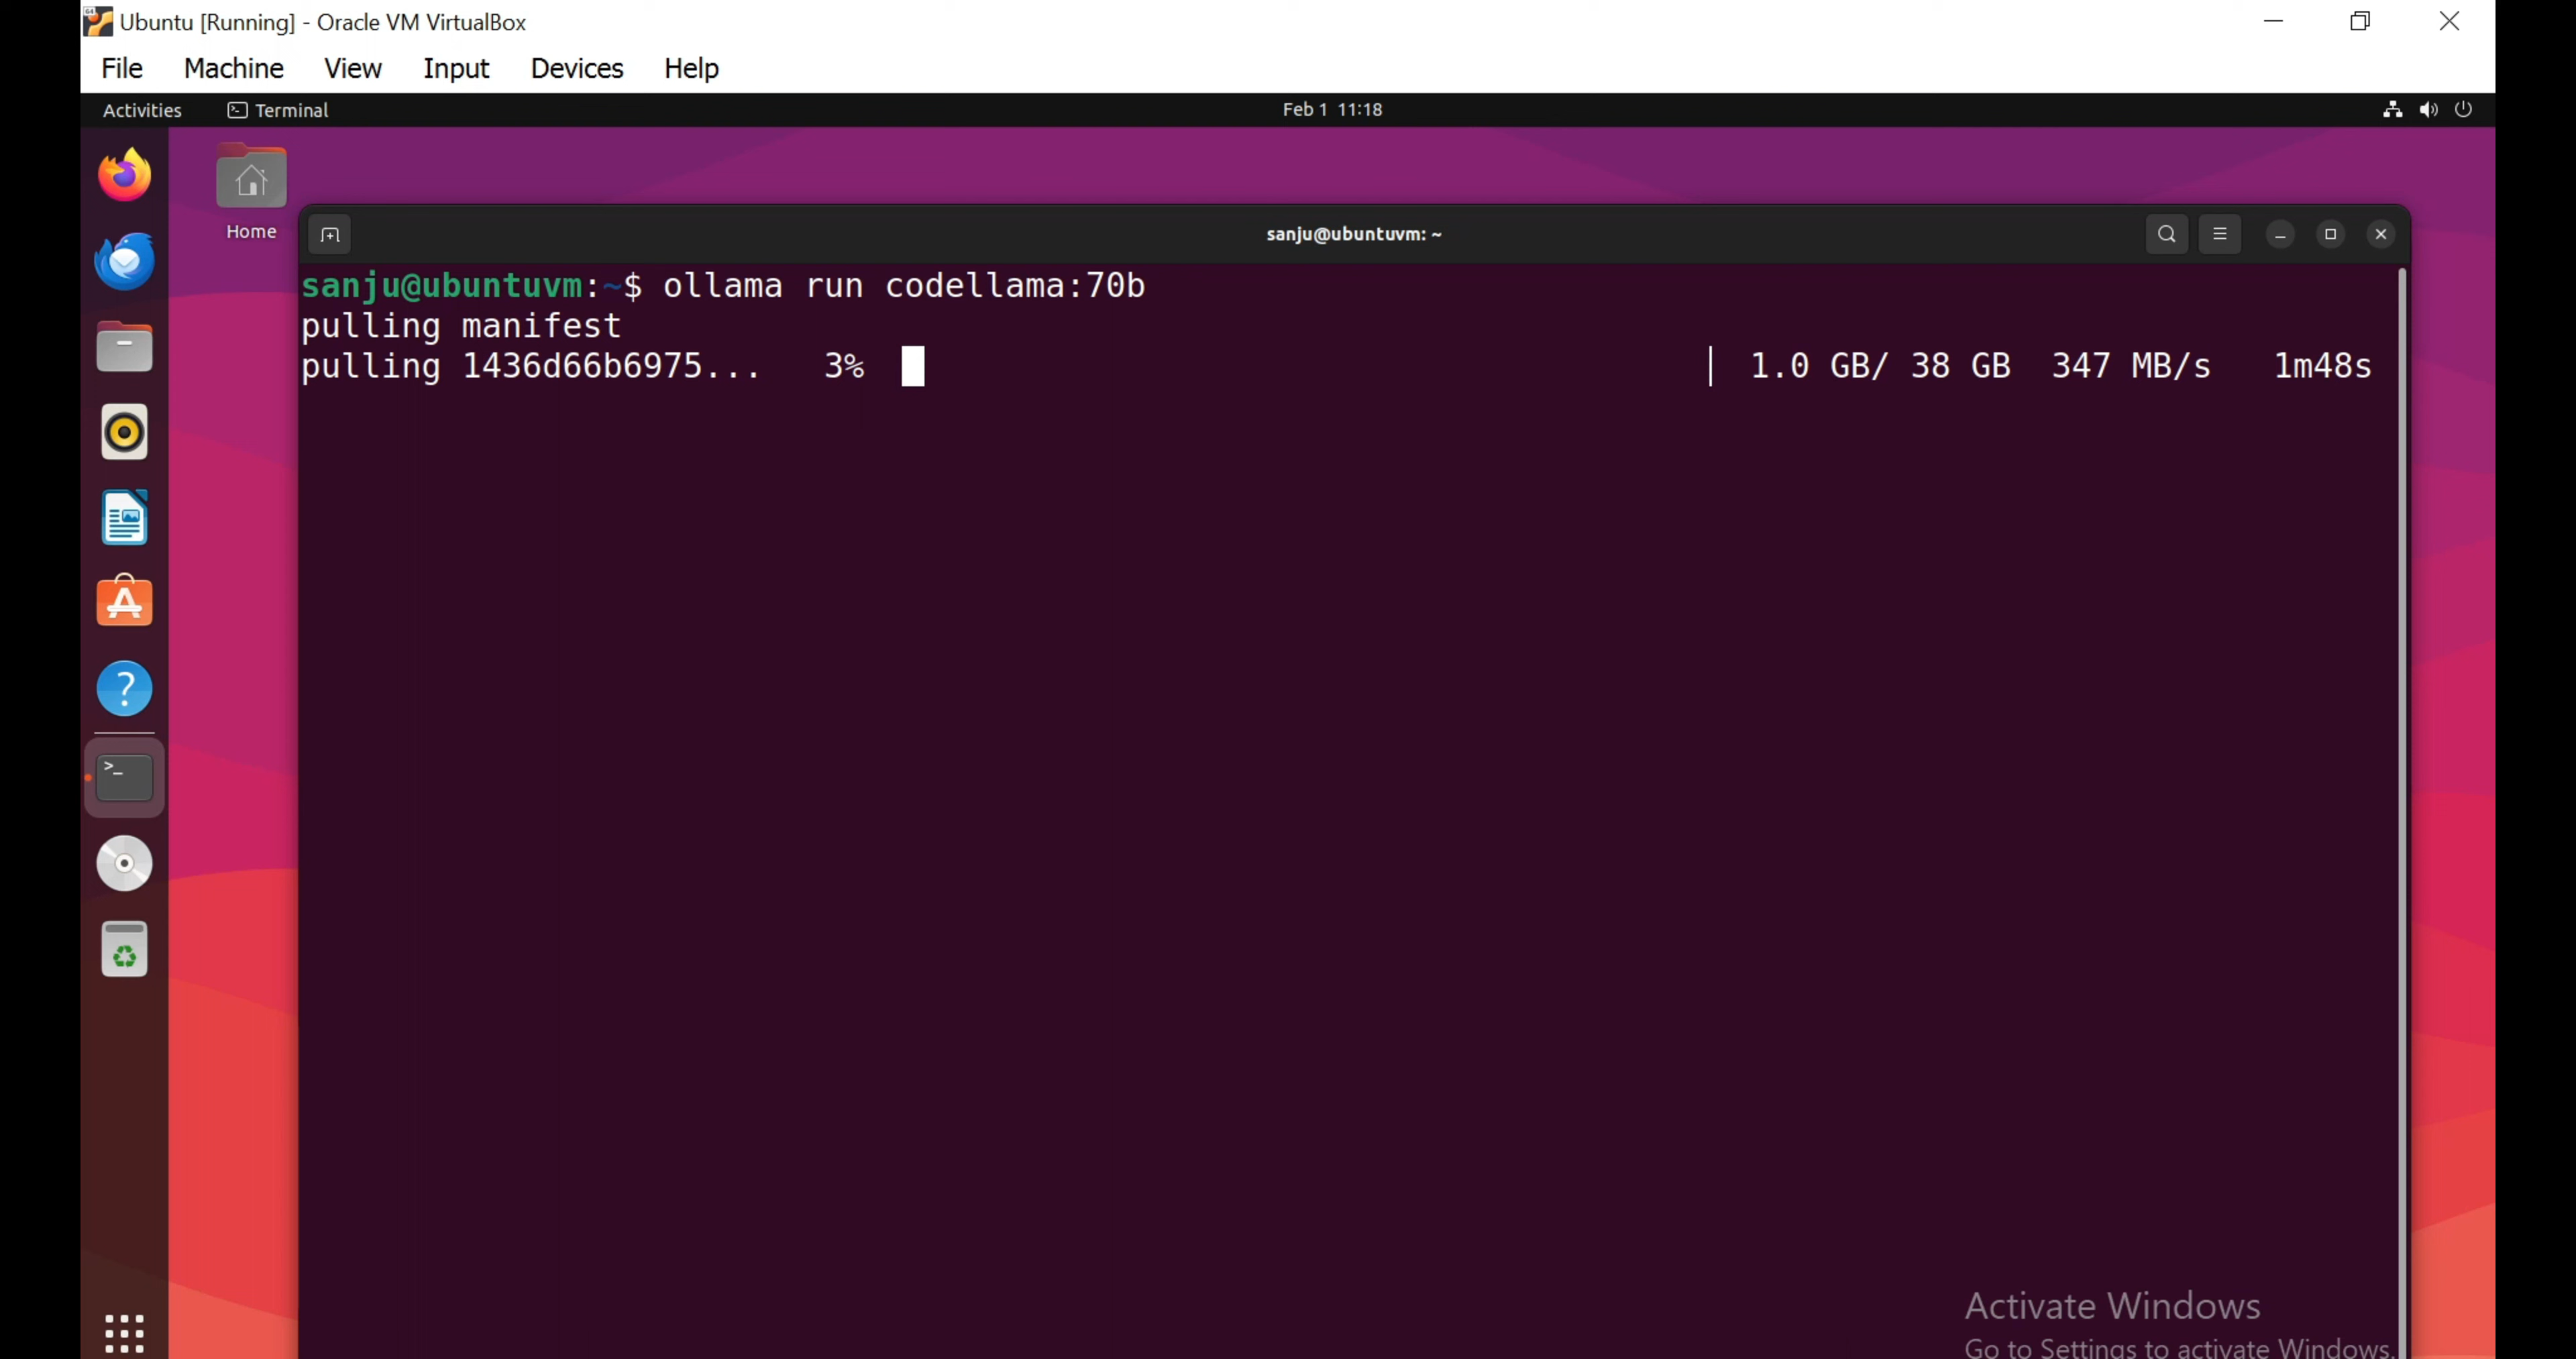 Ubuntu [Running] - Oracle VM VirtualBox
File Machine View Input Devices Help
Activities Terminal Feb 1 11:18
Home
sanju@ubuntuvm: ~
sanju@ubuntuvm:~$ ollama run codellama:70b
pulling manifest
pulling 1436d66b6975... 3% 1.0 GB/ 38 GB 347 MB/s 1m48s
Activate Windows
Go to Settings to activate Windows.